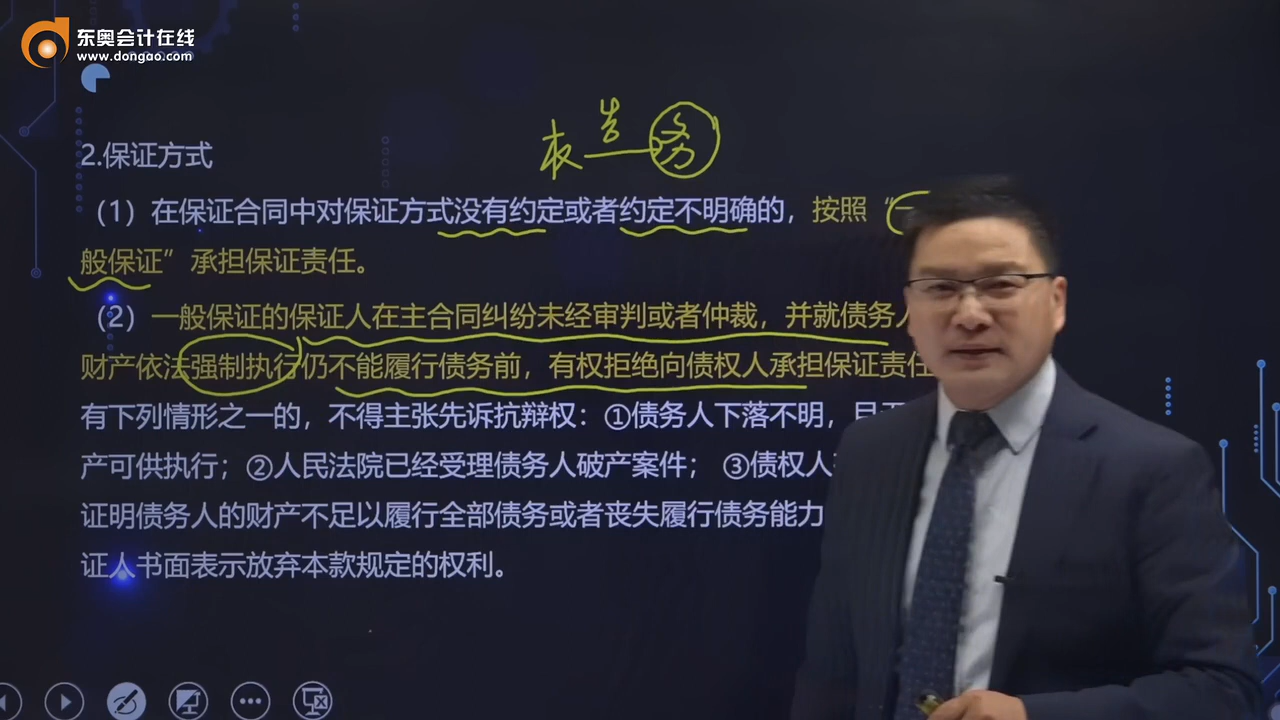 东奥会计在线
www.dongao.com
权 告 务
2.保证方式
（1）在保证合同中对保证方式没有约定或者约定不明确的，按照“一
般保证”承担保证责任。
（2）一般保证的保证人在主合同纠纷未经审判或者仲裁，并就债务人
财产依法强制执行仍不能履行债务前，有权拒绝向债权人承担保证责任
有下列情形之一的，不得主张先诉抗辩权：①债务人下落不明，且
产可供执行；②人民法院已经受理债务人破产案件； ③债权人
证明债务人的财产不足以履行全部债务或者丧失履行债务能力
证人书面表示放弃本款规定的权利。